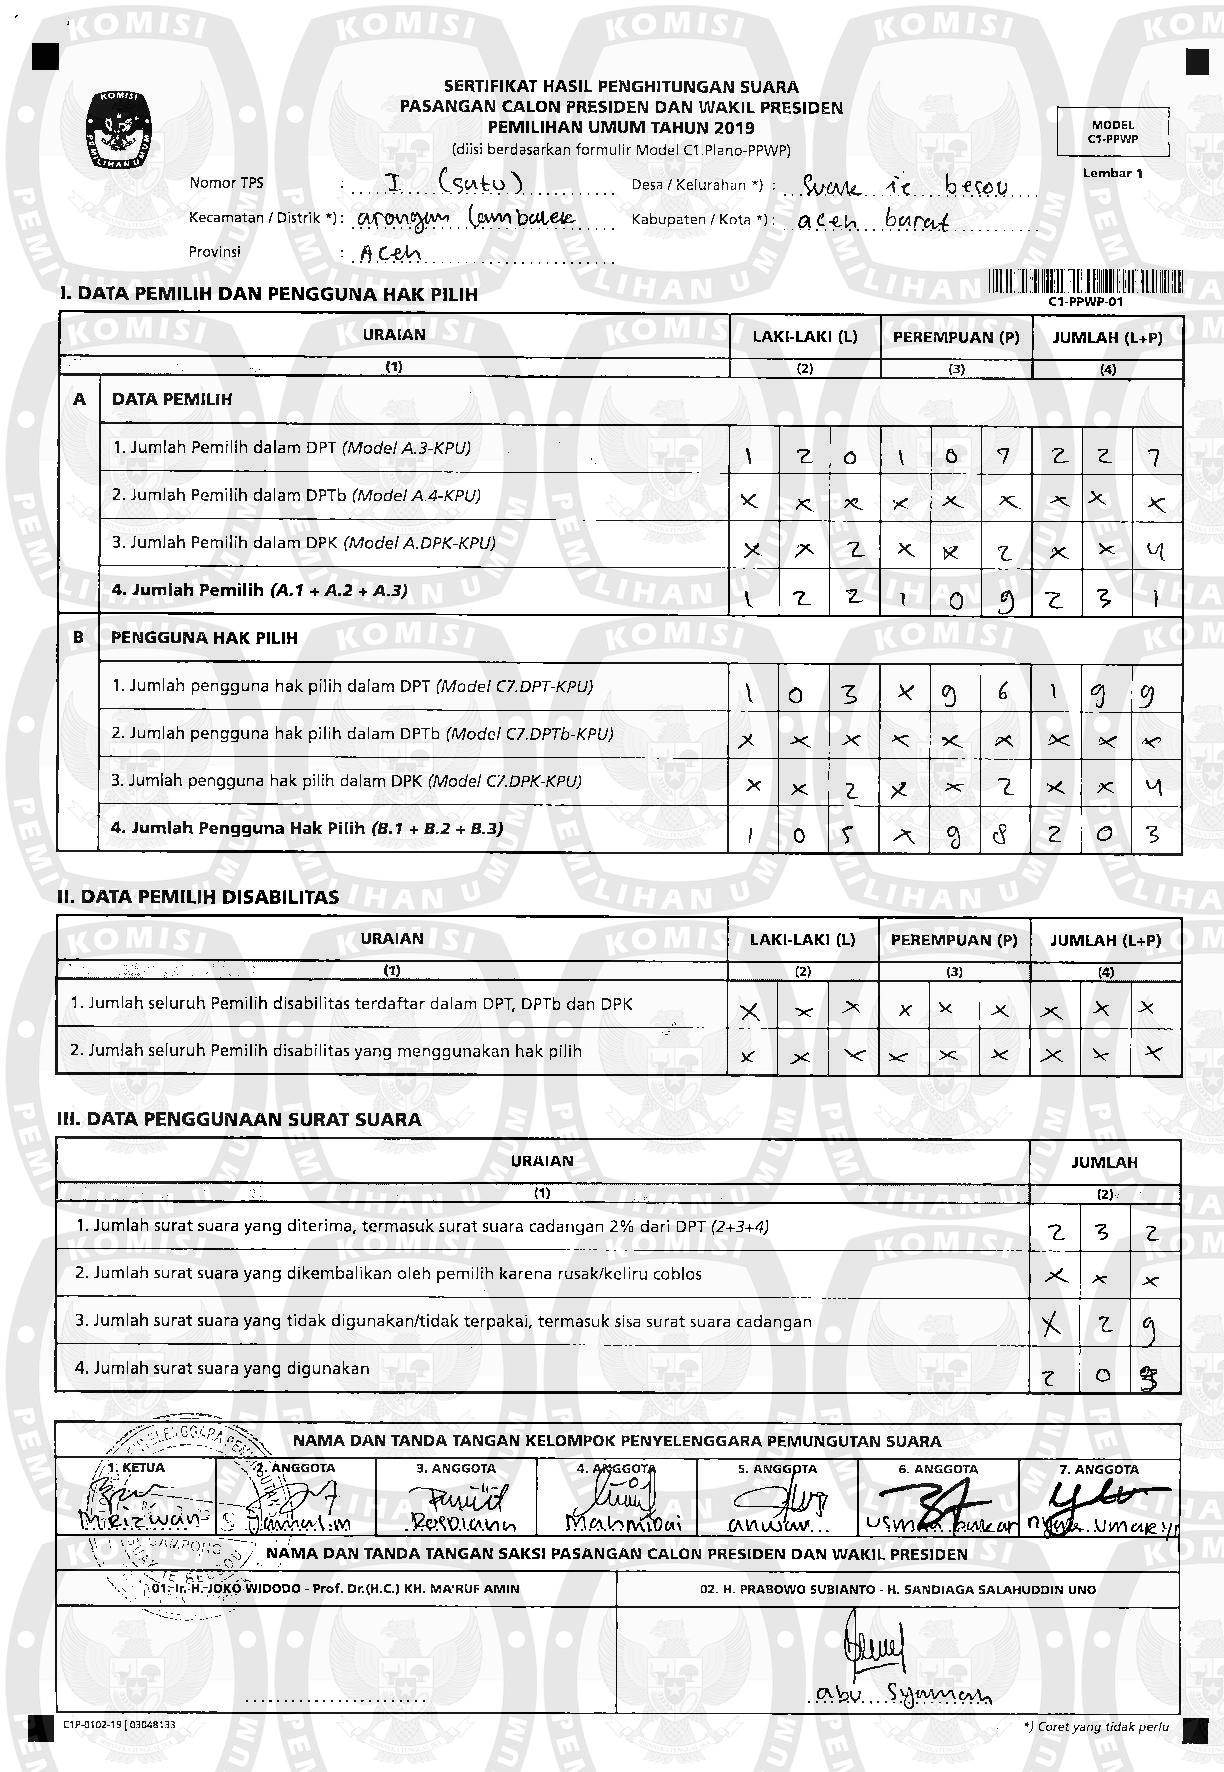 SERTIFIKAT HASIL PENGHITUNGAN SUARA
PASANGAN CALON PRESIDEN DAN WAKIL PRESIDEN
PEMILIHAN UMUM TAHUN 2019
(diisi berdasarkan formulir Model C1.Plano-PPWP)
MODEL
C1-PPWP
Lembar 1
KOMISI
PEMILIHAN UMUM
Nomor TPS : I (satu) Desa / Kelurahan *) : Suak ie besou
Kecamatan / Distrik *) : arongan lambalek Kabupaten / Kota *) : aceh barat
Provinsi : Aceh
C1-PPWP-01
I. DATA PEMILIH DAN PENGGUNA HAK PILIH
URAIAN LAKI-LAKI (L) PEREMPUAN (P) JUMLAH (L+P)
(1) (2) (3) (4)
A DATA PEMILIH
1. Jumlah Pemilih dalam DPT (Model A.3-KPU) 1 2 0 1 0 7 2 2 7
2. Jumlah Pemilih dalam DPTb (Model A.4-KPU) x x x x x x x x x
3. Jumlah Pemilih dalam DPK (Model A.DPK-KPU) x x 2 x x 2 x x 4
4. Jumlah Pemilih (A.1 + A.2 + A.3) 1 2 2 1 0 9 2 3 1
B PENGGUNA HAK PILIH
1. Jumlah pengguna hak pilih dalam DPT (Model C7.DPT-KPU) 1 0 3 x 9 6 1 9 9
2. Jumlah pengguna hak pilih dalam DPTb (Model C7.DPTb-KPU) x x x x x x x x x
3. Jumlah pengguna hak pilih dalam DPK (Model C7.DPK-KPU) x x 2 x x 2 x x 4
4. Jumlah Pengguna Hak Pilih (B.1 + B.2 + B.3) 1 0 5 x 9 8 2 0 3
II. DATA PEMILIH DISABILITAS
URAIAN LAKI-LAKI (L) PEREMPUAN (P) JUMLAH (L+P)
(1) (2) (3) (4)
1. Jumlah seluruh Pemilih disabilitas terdaftar dalam DPT, DPTb dan DPK x x x x x x x x x
2. Jumlah seluruh Pemilih disabilitas yang menggunakan hak pilih x x x x x x x x x
III. DATA PENGGUNAAN SURAT SUARA
URAIAN JUMLAH
(1) (2)
1. Jumlah surat suara yang diterima, termasuk surat suara cadangan 2% dari DPT (2+3+4) 2 3 2
2. Jumlah surat suara yang dikembalikan oleh pemilih karena rusak/keliru coblos x x x
3. Jumlah surat suara yang tidak digunakan/tidak terpakai, termasuk sisa surat suara cadangan x 2 9
4. Jumlah surat suara yang digunakan 2 0 3
NAMA DAN TANDA TANGAN KELOMPOK PENYELENGGARA PEMUNGUTAN SUARA
1. KETUA 2. ANGGOTA 3. ANGGOTA 4. ANGGOTA 5. ANGGOTA 6. ANGGOTA 7. ANGGOTA
M.Rizwan Mahmidai anwar
NAMA DAN TANDA TANGAN SAKSI PASANGAN CALON PRESIDEN DAN WAKIL PRESIDEN
01. Ir. H. JOKO WIDODO - Prof. Dr.(H.C.) KH. MA'RUF AMIN 02. H. PRABOWO SUBIANTO - H. SANDIAGA SALAHUDDIN UNO
abu Syamah
C1P-0102-19 | 03048133 *) Coret yang tidak perlu